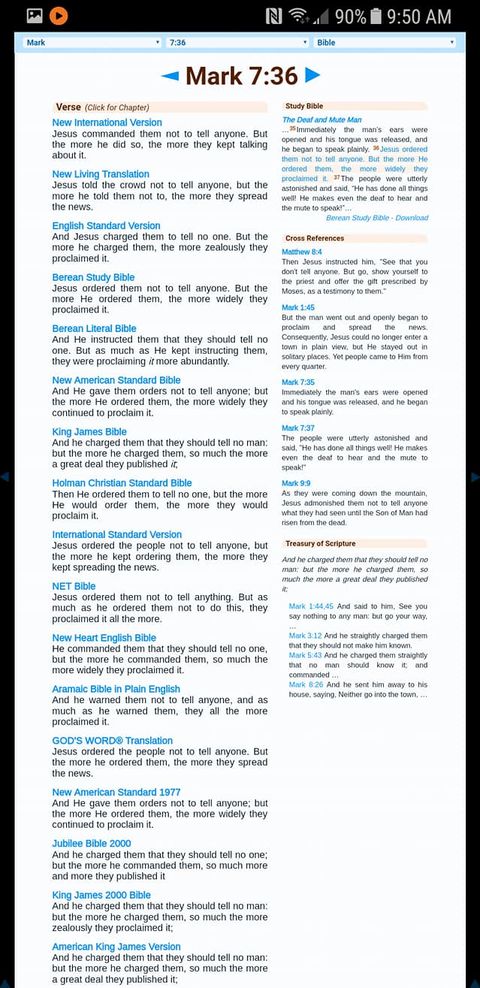 90% 9:50 AM
Mark 7:36 Bible
Mark 7:36
Verse (Click for Chapter)
New International Version
Jesus commanded them not to tell anyone. But
the more he did so, the more they kept talking
about it.
New Living Translation
Jesus told the crowd not to tell anyone, but the
more he told them not to, the more they spread
the news.
English Standard Version
And Jesus charged them to tell no one. But the
more he charged them, the more zealously they
proclaimed it.
Berean Study Bible
Jesus ordered them not to tell anyone. But the
more He ordered them, the more widely they
proclaimed it.
Berean Literal Bible
And He instructed them that they should tell no
one. But as much as He kept instructing them,
they were proclaiming it more abundantly.
New American Standard Bible
And He gave them orders not to tell anyone; but
the more He ordered them, the more widely they
continued to proclaim it.
King James Bible
And he charged them that they should tell no man:
but the more he charged them, so much the more
a great deal they published it;
Holman Christian Standard Bible
Then He ordered them to tell no one, but the more
He would order them, the more they would
proclaim it.
International Standard Version
Jesus ordered the people not to tell anyone, but
the more he kept ordering them, the more they
kept spreading the news.
NET Bible
Jesus ordered them not to tell anything. But as
much as he ordered them not to do this, they
proclaimed it all the more.
New Heart English Bible
He commanded them that they should tell no one,
but the more he commanded them, so much the
more widely they proclaimed it.
Aramaic Bible in Plain English
And he warned them not to tell anyone, and as
much as he warned them, they all the more
proclaimed it.
GOD'S WORD® Translation
Jesus ordered the people not to tell anyone. But
the more he ordered them, the more they spread
the news.
New American Standard 1977
And He gave them orders not to tell anyone; but
the more He ordered them, the more widely they
continued to proclaim it.
Jubilee Bible 2000
And he charged them that they should tell no one;
but the more he commanded them, so much more
and more they published it
King James 2000 Bible
And he charged them that they should tell no man:
but the more he charged them, so much the more
zealously they proclaimed it;
American King James Version
And he charged them that they should tell no man:
but the more he charged them, so much the more
a great deal they published it;
Study Bible
The Deaf and Mute Man
…35Immediately the man's ears were
opened and his tongue was released, and
he began to speak plainly. 36Jesus ordered
them not to tell anyone. But the more He
ordered them, the more widely they
proclaimed it. 37The people were utterly
astonished and said, "He has done all things
well! He makes even the deaf to hear and
the mute to speak!"…
Berean Study Bible - Download
Cross References
Matthew 8:4
Then Jesus instructed him, "See that you
don't tell anyone. But go, show yourself to
the priest and offer the gift prescribed by
Moses, as a testimony to them."
Mark 1:45
But the man went out and openly began to
proclaim and spread the news.
Consequently, Jesus could no longer enter a
town in plain view, but He stayed out in
solitary places. Yet people came to Him from
every quarter.
Mark 7:35
Immediately the man's ears were opened
and his tongue was released, and he began
to speak plainly.
Mark 7:37
The people were utterly astonished and
said, "He has done all things well! He makes
even the deaf to hear and the mute to
speak!"
Mark 9:9
As they were coming down the mountain,
Jesus admonished them not to tell anyone
what they had seen until the Son of Man had
risen from the dead.
Treasury of Scripture
And he charged them that they should tell no
man: but the more he charged them, so
much the more a great deal they published
it;
Mark 1:44,45 And said to him, See you
say nothing to any man: but go your way,
…
Mark 3:12 And he straightly charged them
that they should not make him known.
Mark 5:43 And he charged them straightly
that no man should know it; and
commanded …
Mark 8:26 And he sent him away to his
house, saying, Neither go into the town, …